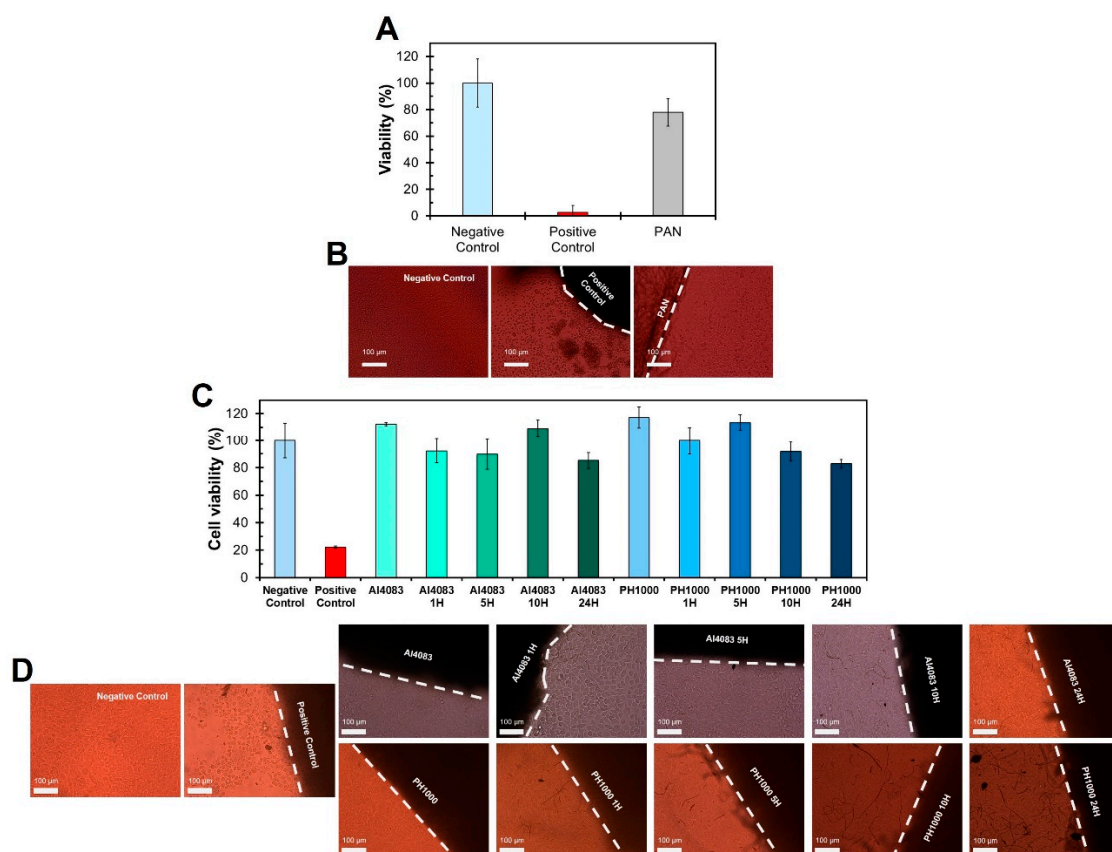 A
Viability (%)
120
100
80
60
40
20
0
Negative
Control
Positive
Control
PAN
B
Negative Control
100 µm
Positive
Control
100 µm
PAN
100 µm
C
Cell viability (%)
120
100
80
60
40
20
0
Negative
Control
Positive
Control
AI4083
AI4083
1H
AI4083
5H
AI4083
10H
AI4083
24H
PH1000
PH1000
1H
PH1000
5H
PH1000
10H
PH1000
24H
D
Negative Control
100 µm
Positive Control
100 µm
AI4083
100 µm
AI4083 1H
100 µm
AI4083 5H
100 µm
AI4083 10H
100 µm
AI4083 24H
100 µm
PH1000
100 µm
PH1000 1H
100 µm
PH1000 5H
100 µm
PH1000 10H
100 µm
PH1000 24H
100 µm